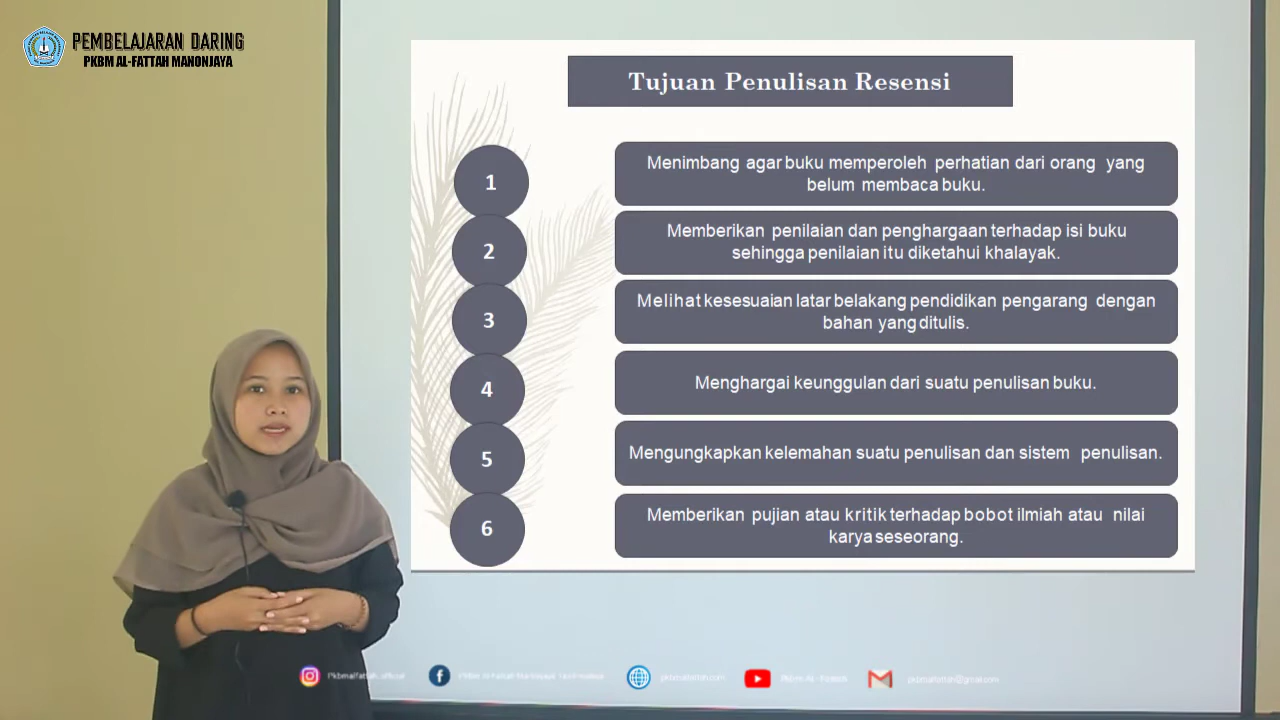 PEMBELAJARAN DARING
PKBM AL-FATTAH MANONJAYA
Tujuan Penulisan Resensi
1
Menimbang agar buku memperoleh perhatian dari orang yang
belum membaca buku.
2
Memberikan penilaian dan penghargaan terhadap isi buku
sehingga penilaian itu diketahui khalayak.
3
Melihat kesesuaian latar belakang pendidikan pengarang dengan
bahan yang ditulis.
4
Menghargai keunggulan dari suatu penulisan buku.
5
Mengungkapkan kelemahan suatu penulisan dan sistem penulisan.
6
Memberikan pujian atau kritik terhadap bobot ilmiah atau nilai
karya seseorang.